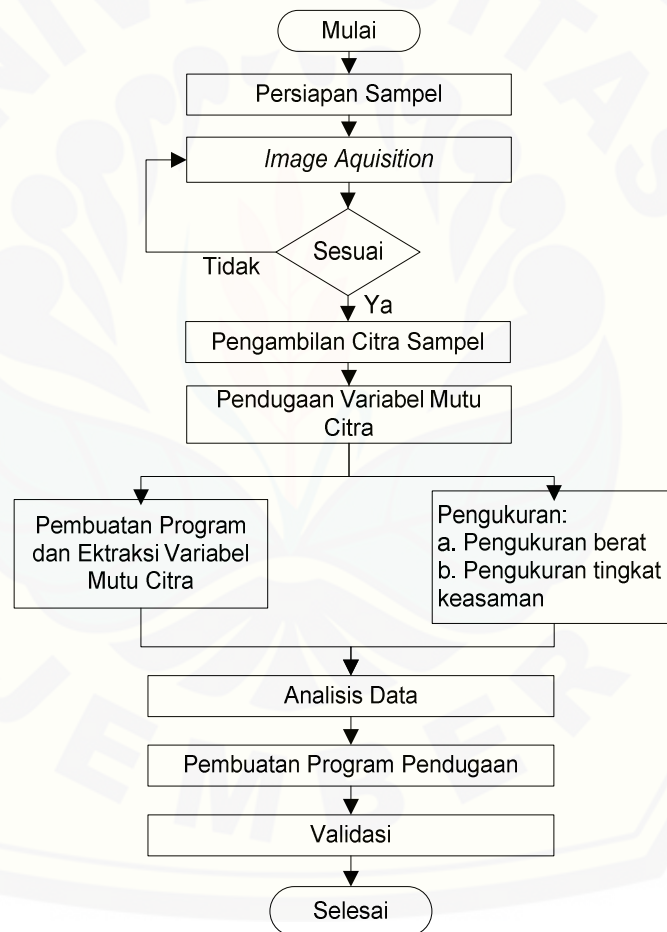 Mulai
Persiapan Sampel
Image Aquisition
Sesuai
Tidak
Ya
Pengambilan Citra Sampel
Pendugaan Variabel Mutu
Citra
Pembuatan Program
dan Ektraksi Variabel
Mutu Citra
Pengukuran:
a. Pengukuran berat
b. Pengukuran tingkat
keasaman
Analisis Data
Pembuatan Program Pendugaan
Validasi
Selesai
JEMBER